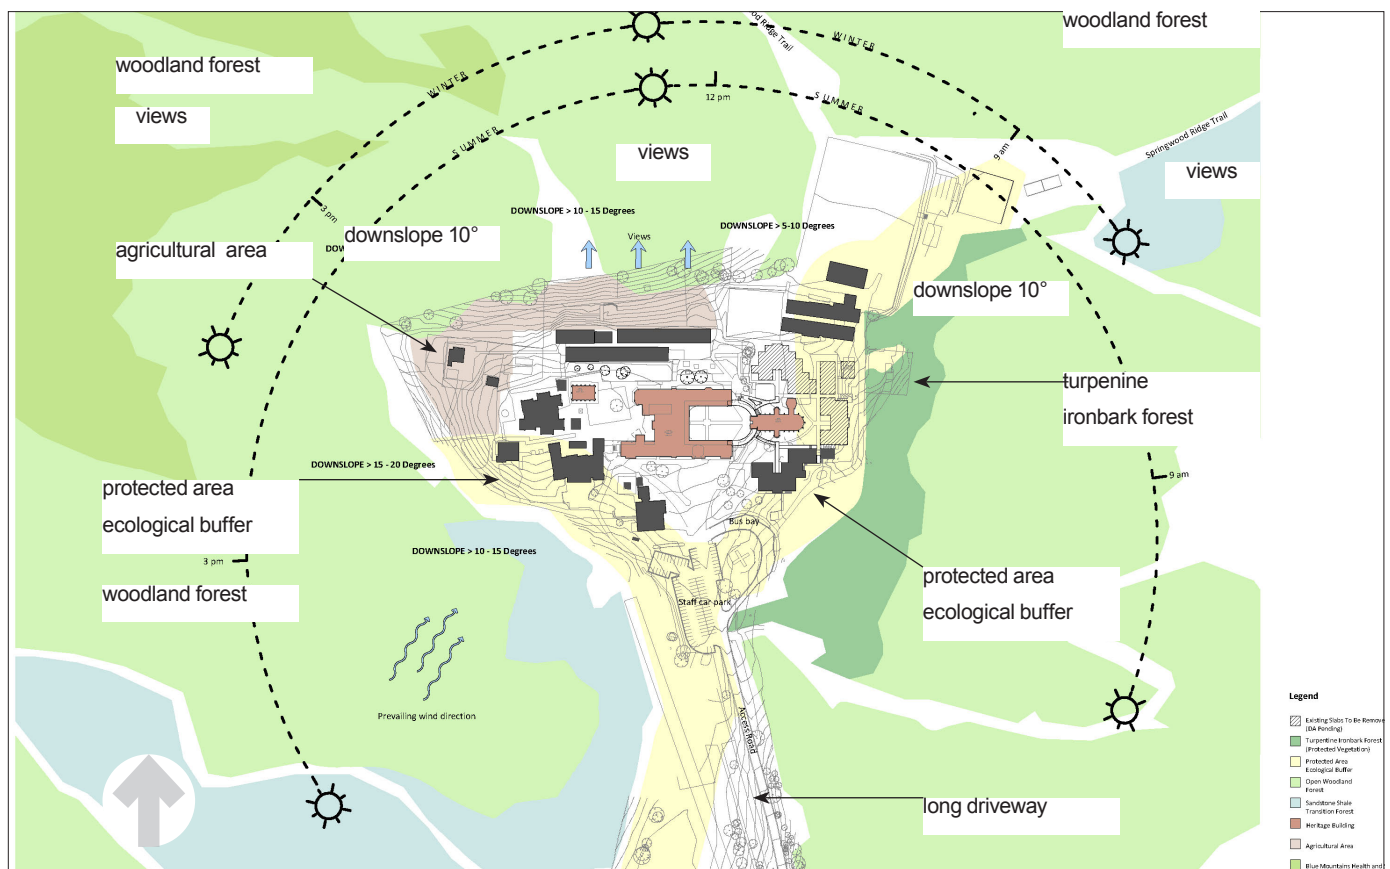 woodland forest
views
woodland forest
WINTER
WINTER
SUMMER
SUMMER
12 pm
Ridge Trail
Springwood Ridge Trail
views
views
9 am
3 pm
DOWNSLOPE > 10 - 15 Degrees
DOWNSLOPE > 5-10 Degrees
Views
agricultural area
downslope 10°
downslope 10°
turpenine
ironbark forest
DOWNSLOPE > 15 - 20 Degrees
9 am
protected area
ecological buffer
Bus bay
DOWNSLOPE > 10 - 15 Degrees
3 pm
woodland forest
protected area
ecological buffer
Staff car park
Prevailing wind direction
Access Road
long driveway
Legend
Existing Slabs To Be Remove
(DA Pending)
Turpentine Ironbark Forest
(Protected Vegetation)
Protected Area
Ecological Buffer
Open Woodland
Forest
Sandstone Shale
Transition Forest
Heritage Building
Agricultural Area
Blue Mountains Health and